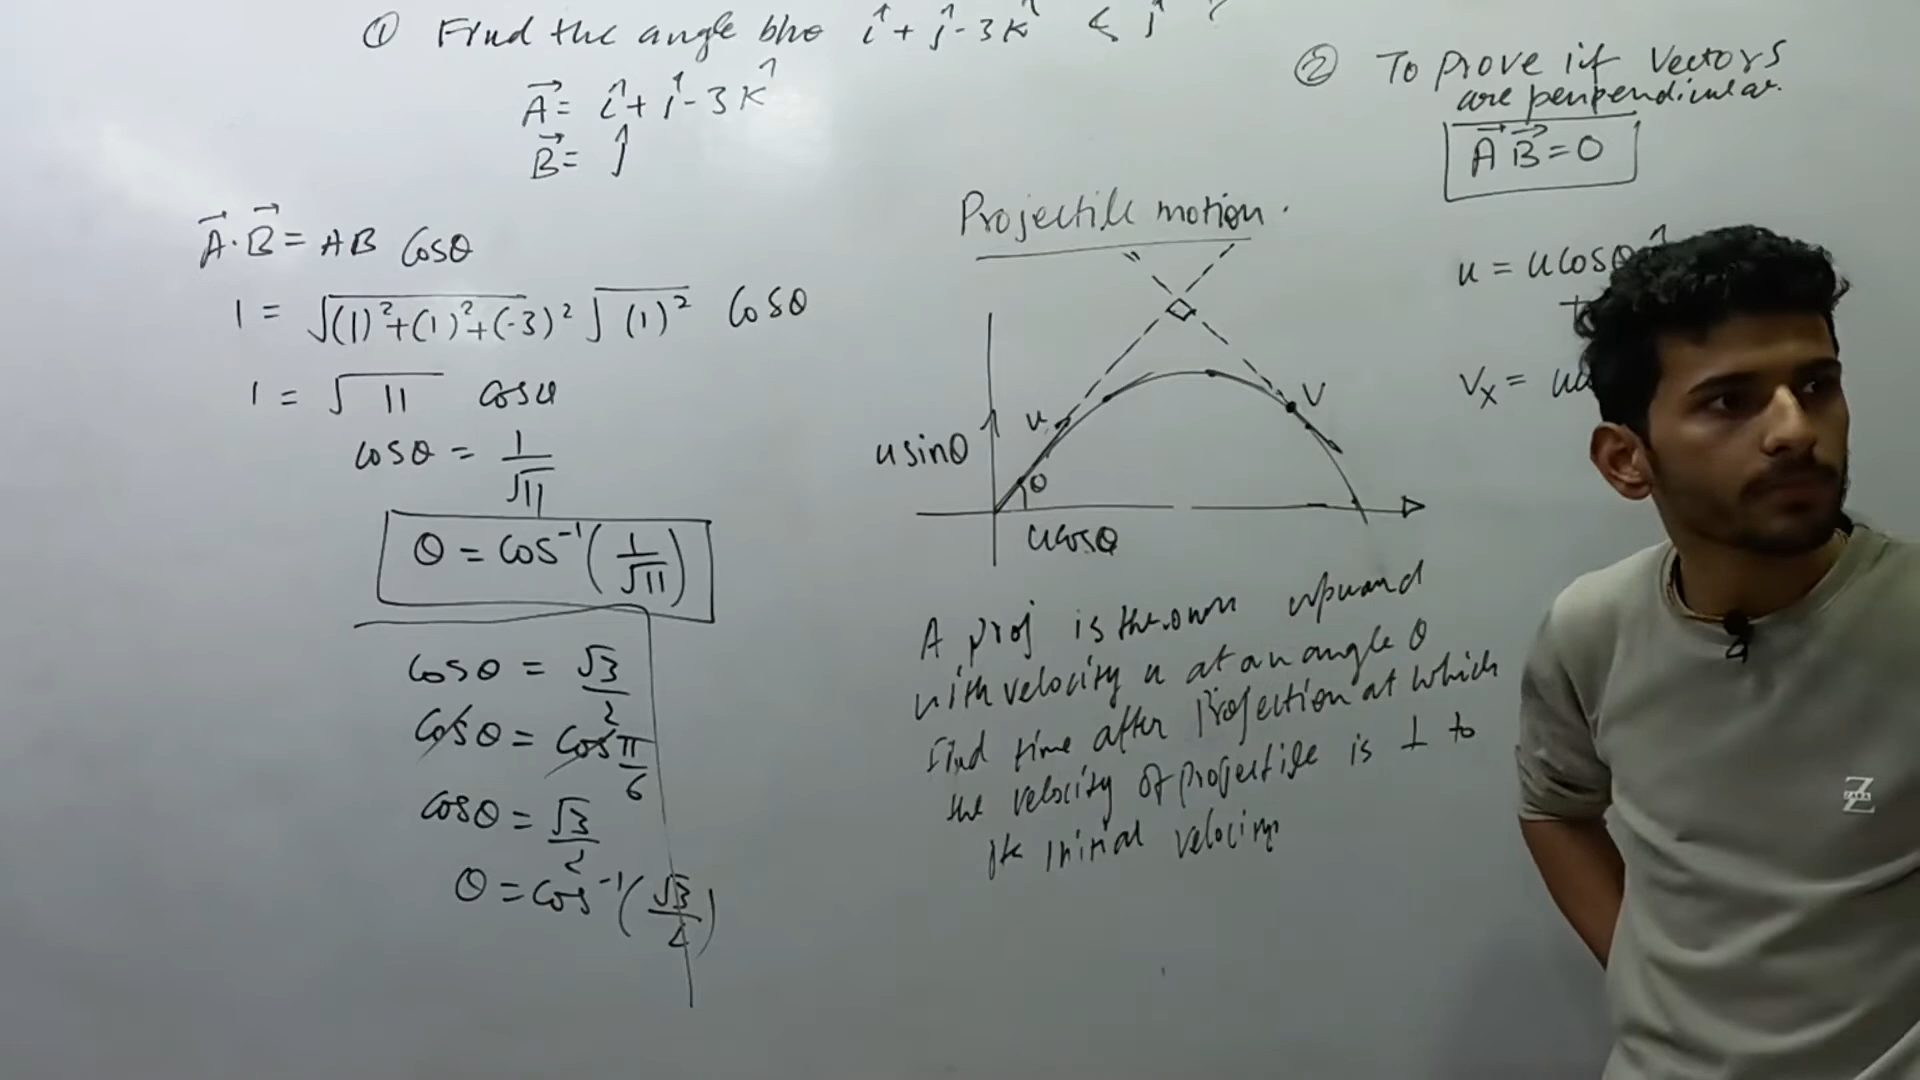 ① Find the angle b/w î + ĵ - 3k̂ & ĵ ?
A⃗ = î + ĵ - 3k̂
B⃗ = ĵ
A⃗ . B⃗ = AB Cosθ
1 = √(1)²+(1)²+(-3)² √(1)² Cosθ
1 = √11 cosθ
cosθ = 1/√11
θ = cos⁻¹(1/√11)
cosθ = √3/2
cosθ = cos π/6
cosθ = √3/2
θ = cos⁻¹(√3/2)
② To prove if Vectors
are perpendicular.
A⃗ B⃗ = 0
Projectile motion.
u
V
u sinθ
θ
u cosθ
A proj is thrown upward
with velocity u at an angle θ
Find time after Projection at which
the velocity of projectile is ⊥ to
its initial velocity
u = u cosθ
Vx =
Z
ZARA